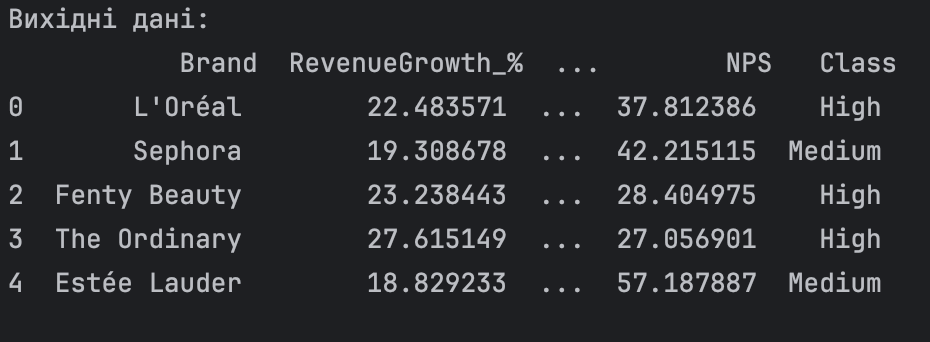 Вихідні дані:
Brand RevenueGrowth_% ... NPS Class
0 L'Oréal 22.483571 ... 37.812386 High
1 Sephora 19.308678 ... 42.215115 Medium
2 Fenty Beauty 23.238443 ... 28.404975 High
3 The Ordinary 27.615149 ... 27.056901 High
4 Estée Lauder 18.829233 ... 57.187887 Medium